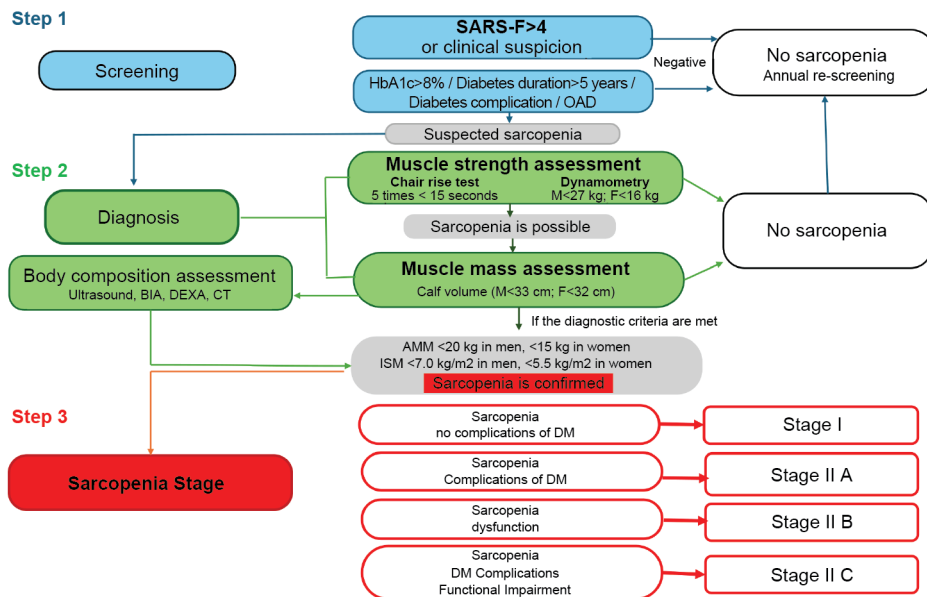 Step 1
Screening
SARS-F>4
or clinical suspicion
Negative
No sarcopenia
Annual re-screening
HbA1c>8% / Diabetes duration>5 years /
Diabetes complication / OAD
Suspected sarcopenia
Step 2
Diagnosis
Muscle strength assessment
Chair rise test Dynamometry
5 times < 15 seconds M<27 kg; F<16 kg
Sarcopenia is possible
No sarcopenia
Body composition assessment
Ultrasound, BIA, DEXA, CT
Muscle mass assessment
Calf volume (M<33 cm; F<32 cm)
If the diagnostic criteria are met
AMM <20 kg in men, <15 kg in women
ISM <7.0 kg/m2 in men, <5.5 kg/m2 in women
Sarcopenia is confirmed
Step 3
Sarcopenia Stage
Sarcopenia
no complications of DM
Stage I
Sarcopenia
Complications of DM
Stage II A
Sarcopenia
dysfunction
Stage II B
Sarcopenia
DM Complications
Functional Impairment
Stage II C